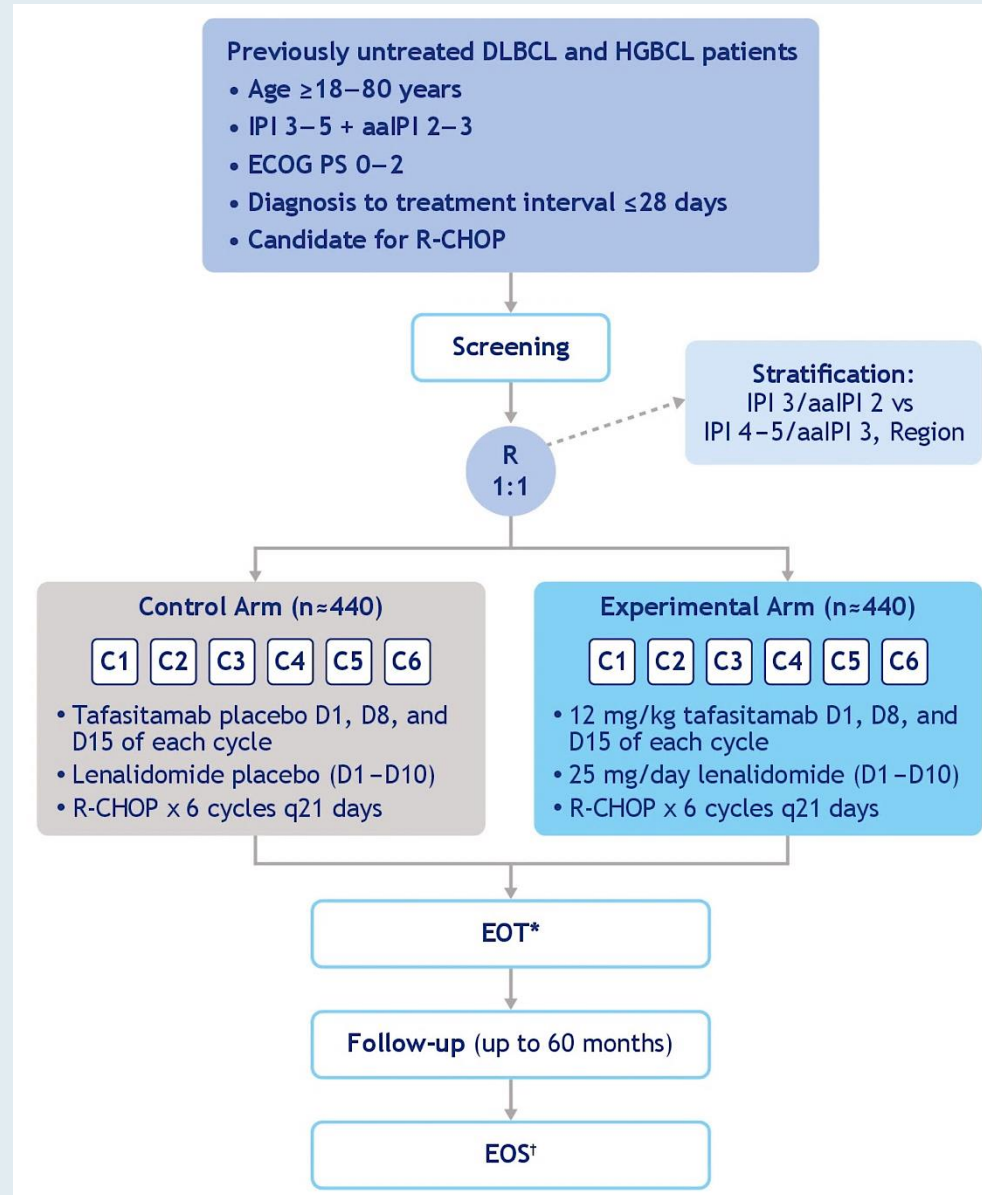 Previously untreated DLBCL and HGBCL patients
• Age ≥18–80 years
• IPI 3–5 + aaIPI 2–3
• ECOG PS 0–2
• Diagnosis to treatment interval ≤28 days
• Candidate for R-CHOP
Screening
Stratification:
IPI 3/aaIPI 2 vs
IPI 4–5/aaIPI 3, Region
R
1:1
Control Arm (n≈440)
C1 C2 C3 C4 C5 C6
• Tafasitamab placebo D1, D8, and
D15 of each cycle
• Lenalidomide placebo (D1–D10)
• R-CHOP x 6 cycles q21 days
Experimental Arm (n≈440)
C1 C2 C3 C4 C5 C6
• 12 mg/kg tafasitamab D1, D8, and
D15 of each cycle
• 25 mg/day lenalidomide (D1–D10)
• R-CHOP x 6 cycles q21 days
EOT*
Follow-up (up to 60 months)
EOS†